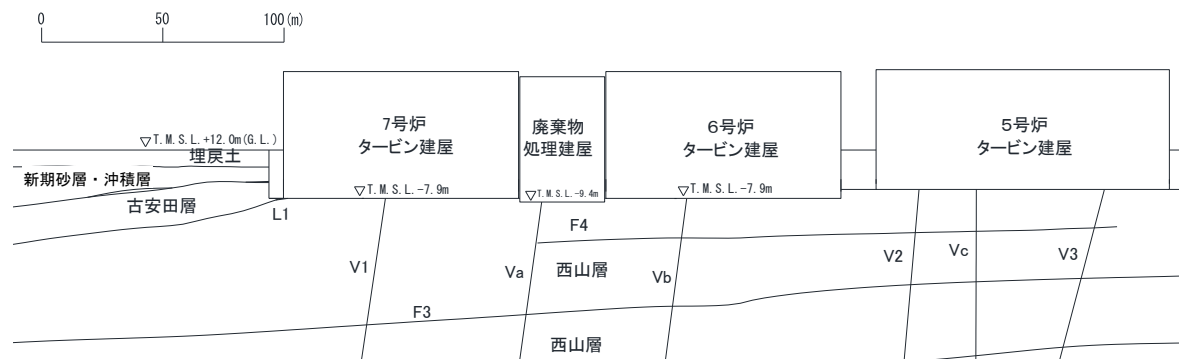 0 50 100(m)
7号炉
タービン建屋
廃棄物
処理建屋
6号炉
タービン建屋
5号炉
タービン建屋
▽T.M.S.L.+12.0m(G.L.)
埋戻土
新期砂層・沖積層
古安田層
L1
▽T.M.S.L.-7.9m
▽T.M.S.L.-9.4m
▽T.M.S.L.-7.9m
F4
V1
Va
西山層
Vb
V2
Vc
V3
F3
西山層